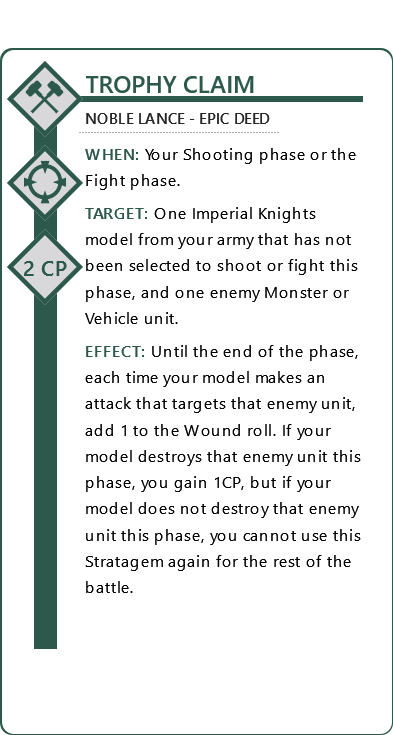 TROPHY CLAIM
NOBLE LANCE - EPIC DEED
WHEN: Your Shooting phase or the
Fight phase.
TARGET: One Imperial Knights
model from your army that has not
been selected to shoot or fight this
phase, and one enemy Monster or
Vehicle unit.
2 CP
EFFECT: Until the end of the phase,
each time your model makes an
attack that targets that enemy unit,
add 1 to the Wound roll. If your
model destroys that enemy unit this
phase, you gain 1CP, but if your
model does not destroy that enemy
unit this phase, you cannot use this
Stratagem again for the rest of the
battle.